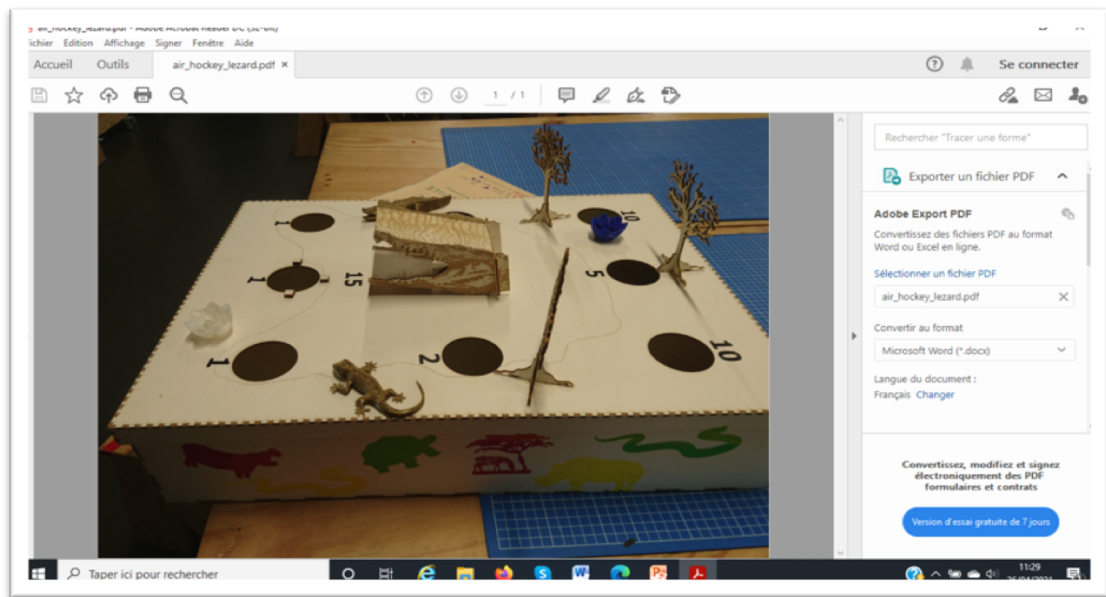 air_hockey_lezard.pdf - Adobe Acrobat Reader DC (32-bit)
Fichier Edition Affichage Signer Fenêtre Aide
Accueil Outils air_hockey_lezard.pdf × Se connecter
1 / 1
Rechercher "Tracer une forme"
Exporter un fichier PDF
Adobe Export PDF
Convertissez des fichiers PDF au format
Word ou Excel en ligne.
Sélectionner un fichier PDF
air_hockey_lezard.pdf
Convertir au format
Microsoft Word (*.docx)
Langue du document :
Français Changer
Convertissez, modifiez et signez
électroniquement des PDF
formulaires et contrats
Version d'essai gratuite de 7 jours
1
10
1
15
5
1
2
10
Taper ici pour rechercher
11:29